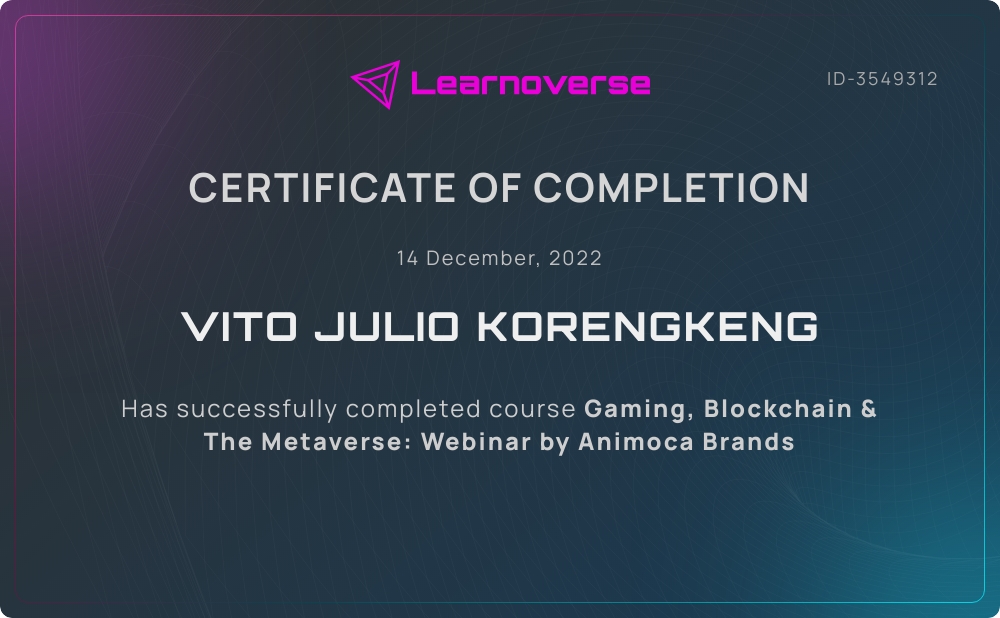 Learnoverse
ID-3549312
CERTIFICATE OF COMPLETION
14 December, 2022
VITO JULIO KORENGKENG
Has successfully completed course Gaming, Blockchain &
The Metaverse: Webinar by Animoca Brands